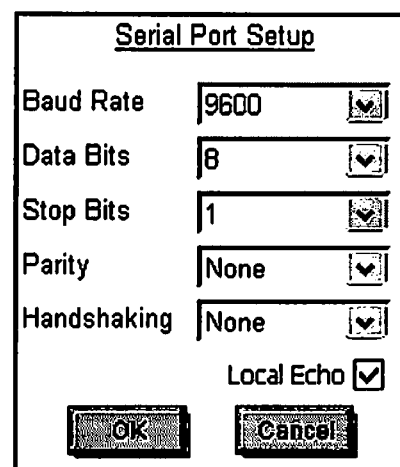 Serial Port Setup
Baud Rate 9600
Data Bits 8
Stop Bits 1
Parity None
Handshaking None
Local Echo
OK Cancel